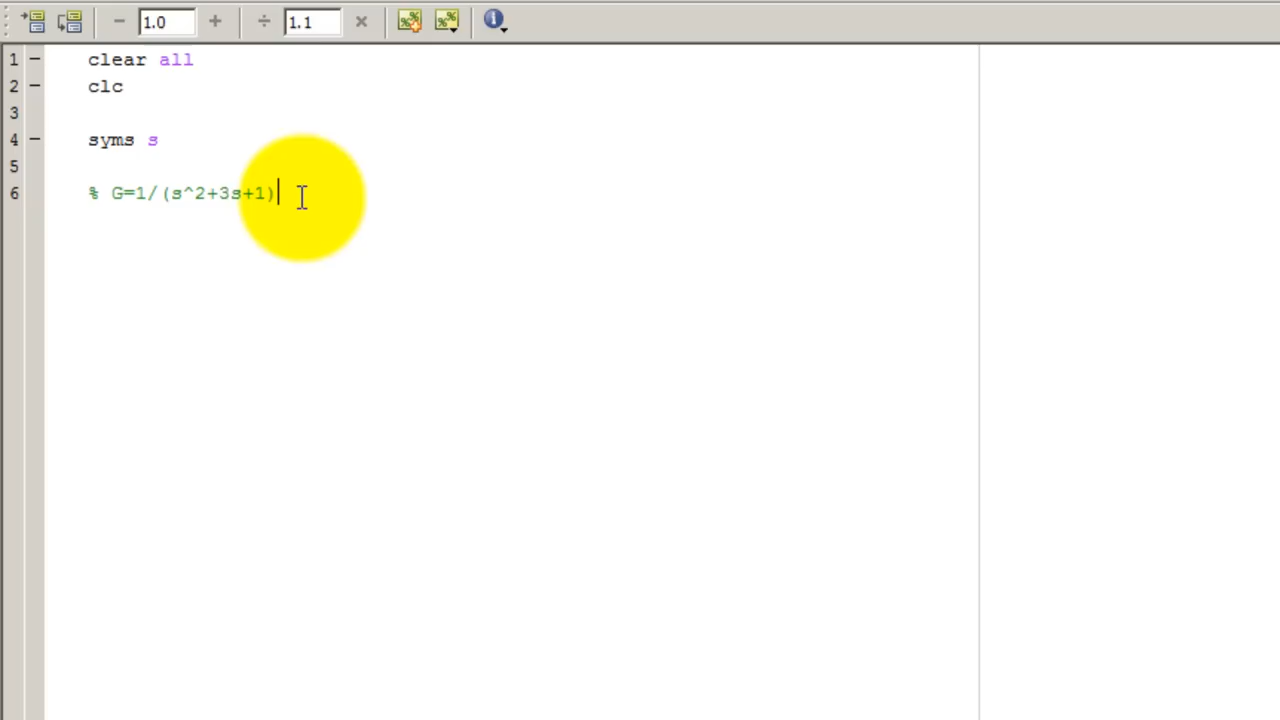 1.0 1.1
1 clear all
2 clc
3
4 syms s
5
6 % G=1/(s^2+3s+1)